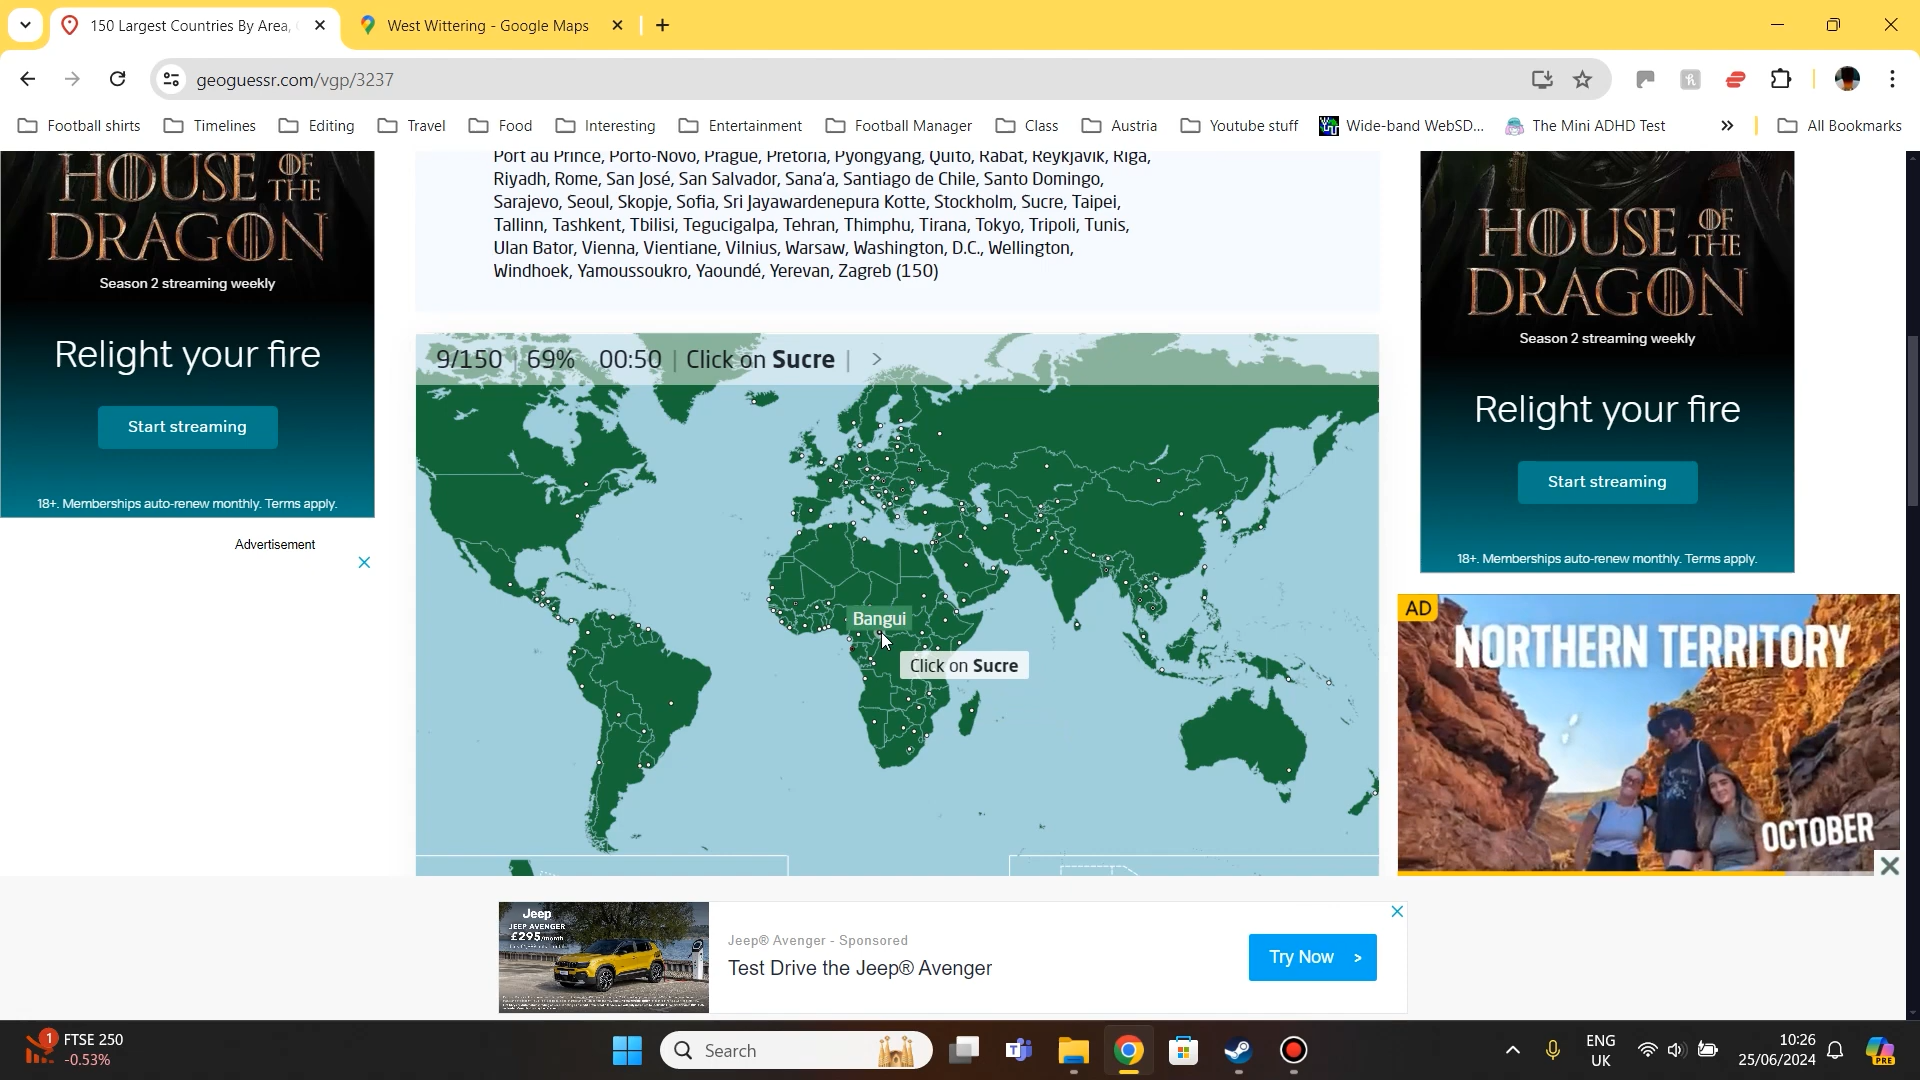 150 Largest Countries By Area,
West Wittering - Google Maps
geoguessr.com/vgp/3237
Football shirts
Timelines
Editing
Travel
Food
Interesting
Entertainment
Football Manager
Class
Austria
Youtube stuff
Wide-band WebSD...
The Mini ADHD Test
All Bookmarks
HOUSE OF THE DRAGON
Season 2 streaming weekly
Relight your fire
Start streaming
18+. Memberships auto-renew monthly. Terms apply.
Advertisement
Port au Prince, Porto-Novo, Prague, Pretoria, Pyongyang, Quito, Rabat, Reykjavik, Riga,
Riyadh, Rome, San José, San Salvador, Sana'a, Santiago de Chile, Santo Domingo,
Sarajevo, Seoul, Skopje, Sofia, Sri Jayawardenepura Kotte, Stockholm, Sucre, Taipei,
Tallinn, Tashkent, Tbilisi, Tegucigalpa, Tehran, Thimphu, Tirana, Tokyo, Tripoli, Tunis,
Ulan Bator, Vienna, Vientiane, Vilnius, Warsaw, Washington, D.C., Wellington,
Windhoek, Yamoussoukro, Yaoundé, Yerevan, Zagreb (150)
9/150 | 69% 00:50 | Click on Sucre | >
Bangui
Click on Sucre
HOUSE OF THE DRAGON
Season 2 streaming weekly
Relight your fire
Start streaming
18+. Memberships auto-renew monthly. Terms apply.
AD
NORTHERN TERRITORY
OCTOBER
Jeep
JEEP AVENGER
£295/month
Jeep® Avenger - Sponsored
Test Drive the Jeep® Avenger
Try Now >
1
FTSE 250
-0.53%
Search
ENG
UK
10:26
25/06/2024
PRE